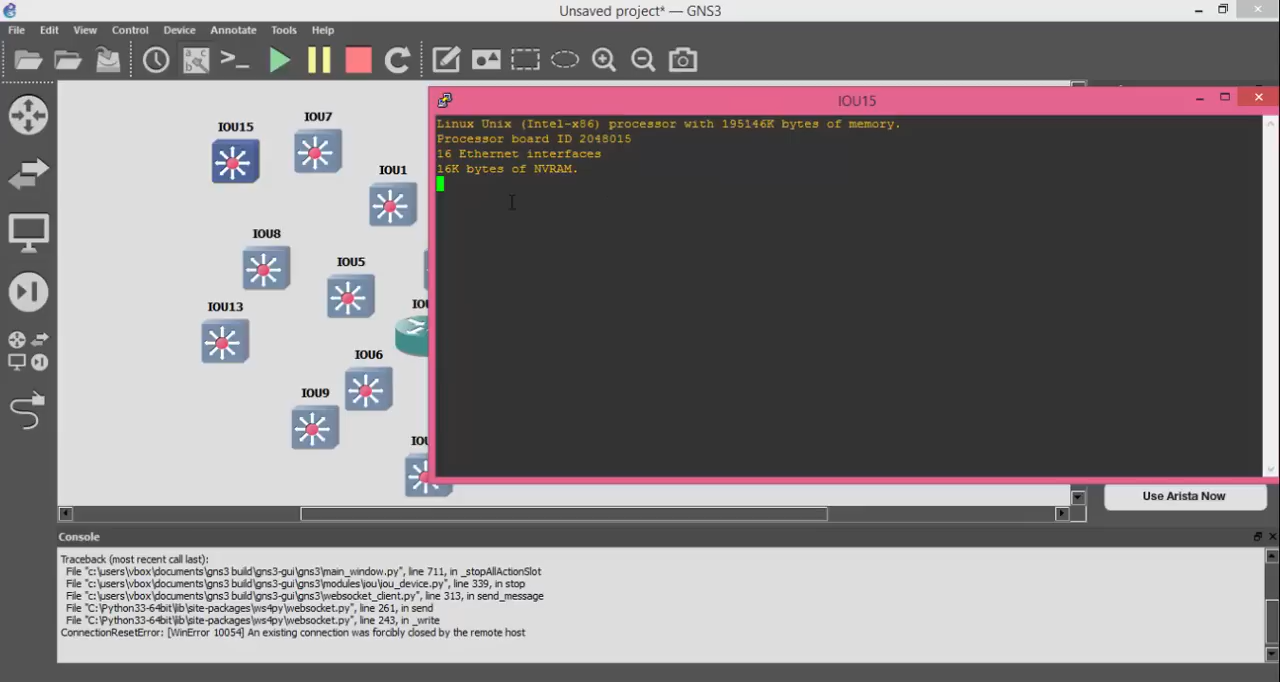 Unsaved project* — GNS3
File Edit View Control Device Annotate Tools Help
IOU15
IOU7
IOU1
IOU8
IOU5
IOU13
IOU
IOU6
IOU9
IOU
IOU15
Linux Unix (Intel-x86) processor with 195146K bytes of memory.
Processor board ID 2048015
16 Ethernet interfaces
16K bytes of NVRAM.
Use Arista Now
Console
Traceback (most recent call last):
File "c:\users\vbox\documents\gns3 build\gns3-gui\gns3\main_window.py", line 711, in _stopAllActionSlot
File "c:\users\vbox\documents\gns3 build\gns3-gui\gns3\modules\iou\iou_device.py", line 339, in stop
File "c:\users\vbox\documents\gns3 build\gns3-gui\gns3\websocket_client.py", line 313, in send_message
File "C:\Python33-64bit\lib\site-packages\ws4py\websocket.py", line 261, in send
File "C:\Python33-64bit\lib\site-packages\ws4py\websocket.py", line 243, in _write
ConnectionResetError: [WinError 10054] An existing connection was forcibly closed by the remote host